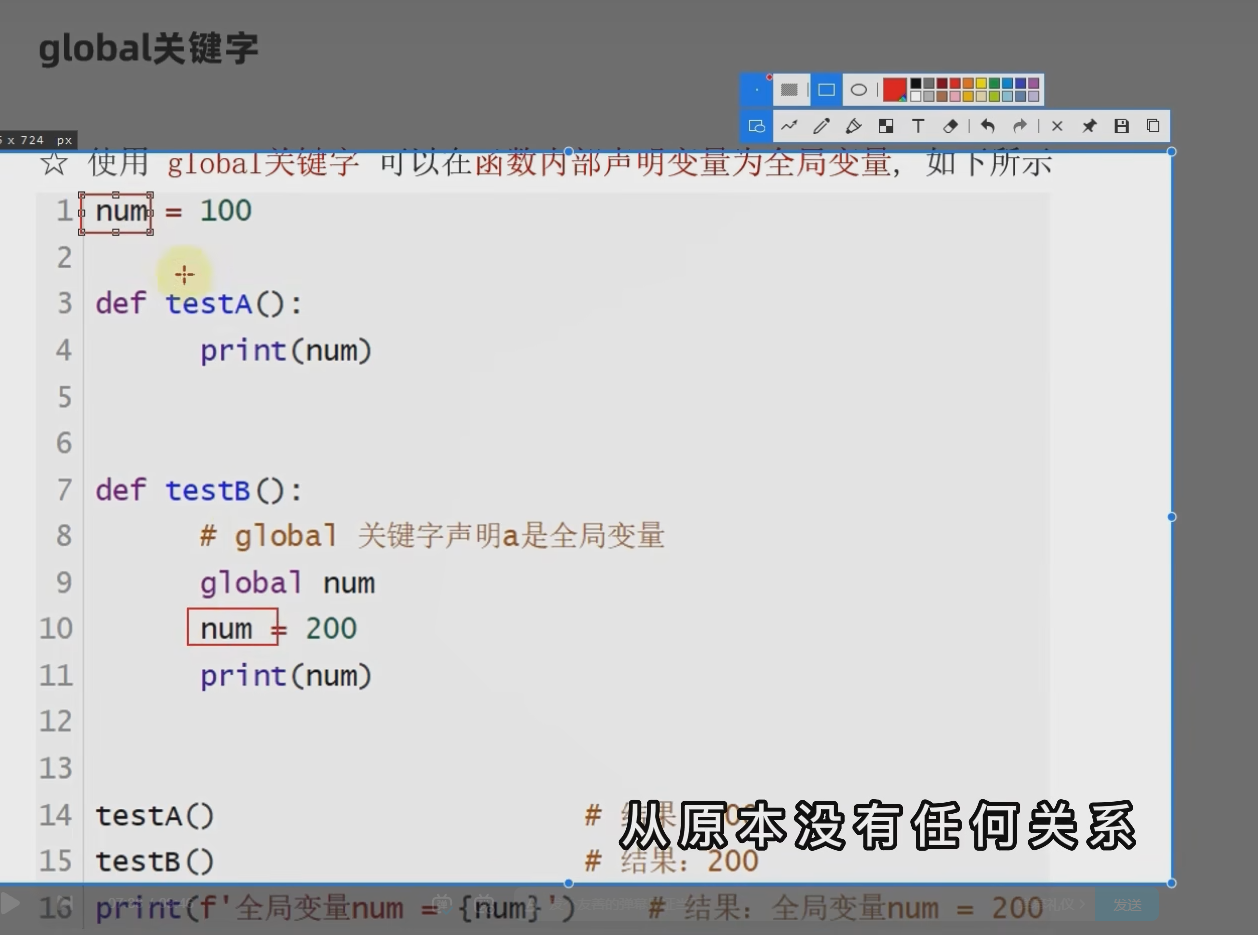 global关键字
x 724 px
☆ 使用 global关键字 可以在函数内部声明变量为全局变量, 如下所示
1 num = 100
2
3 def testA():
4 print(num)
5
6
7 def testB():
8 # global 关键字声明a是全局变量
9 global num
10 num = 200
11 print(num)
12
13
14 testA() # 结
从原本没有任何关系
15 testB() # 结果: 200
16 print(f'全局变量num = {num}') # 结果: 全局变量num = 200
发送